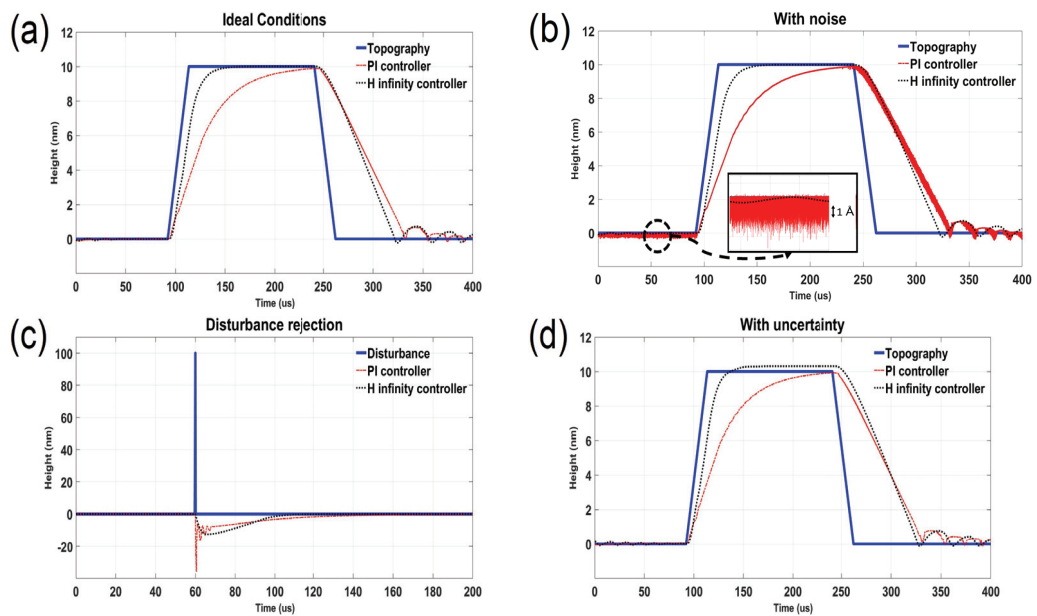 (a)
Ideal Conditions
Topography
PI controller
H infinity controller
Height (nm)
12
10
8
6
4
2
0
0 50 100 150 200 250 300 350 400
Time (us)
(b)
With noise
Topography
PI controller
H infinity controller
1 Å
Height (nm)
12
10
8
6
4
2
0
0 50 100 150 200 250 300 350 400
Time (us)
(c)
Disturbance rejection
Disturbance
PI controller
H infinity controller
Height (nm)
100
80
60
40
20
0
-20
0 20 40 60 80 100 120 140 160 180 200
Time (us)
(d)
With uncertainty
Topography
PI controller
H infinity controller
Height (nm)
12
10
8
6
4
2
0
0 50 100 150 200 250 300 350 400
Time (us)